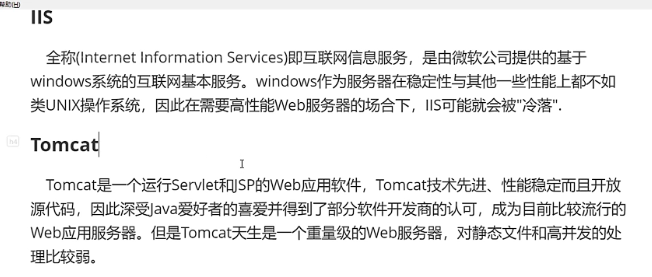 帮助(H)
IIS
全称(Internet Information Services)即互联网信息服务，是由微软公司提供的基于
windows系统的互联网基本服务。windows作为服务器在稳定性与其他一些性能上都不如
类UNIX操作系统，因此在需要高性能Web服务器的场合下，IIS可能就会被"冷落".
h4
Tomcat
Tomcat是一个运行Servlet和JSP的Web应用软件，Tomcat技术先进、性能稳定而且开放
源代码，因此深受Java爱好者的喜爱并得到了部分软件开发商的认可，成为目前比较流行的
Web应用服务器。但是Tomcat天生是一个重量级的Web服务器，对静态文件和高并发的处
理比较弱。